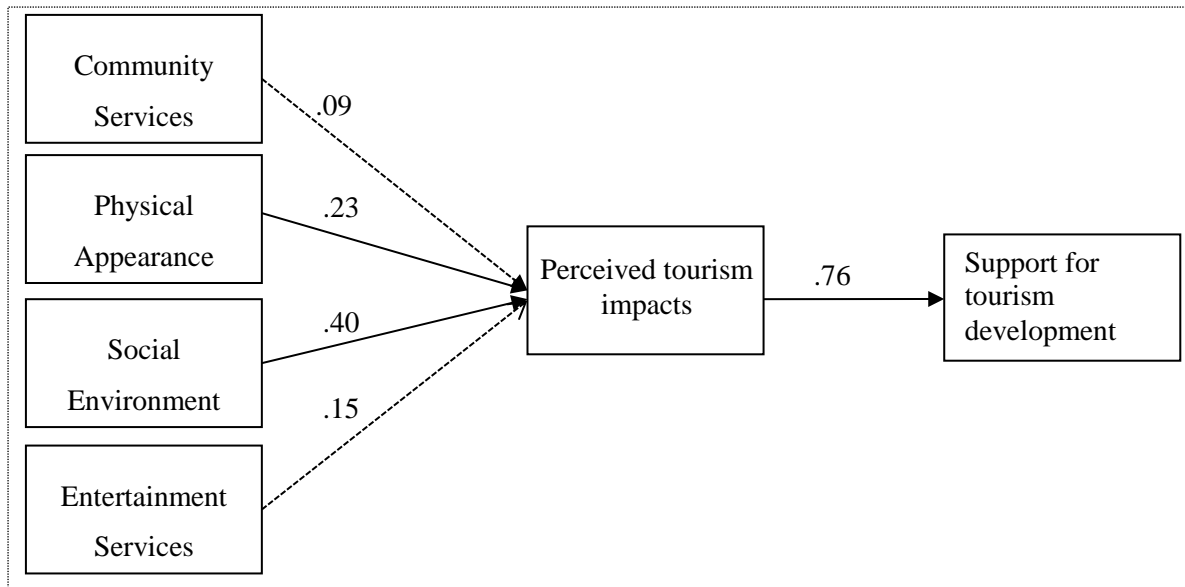 Community
Services
.09
Physical
Appearance
.23
Social
Environment
.40
Entertainment
Services
.15
Perceived tourism
impacts
.76
Support for
tourism
development